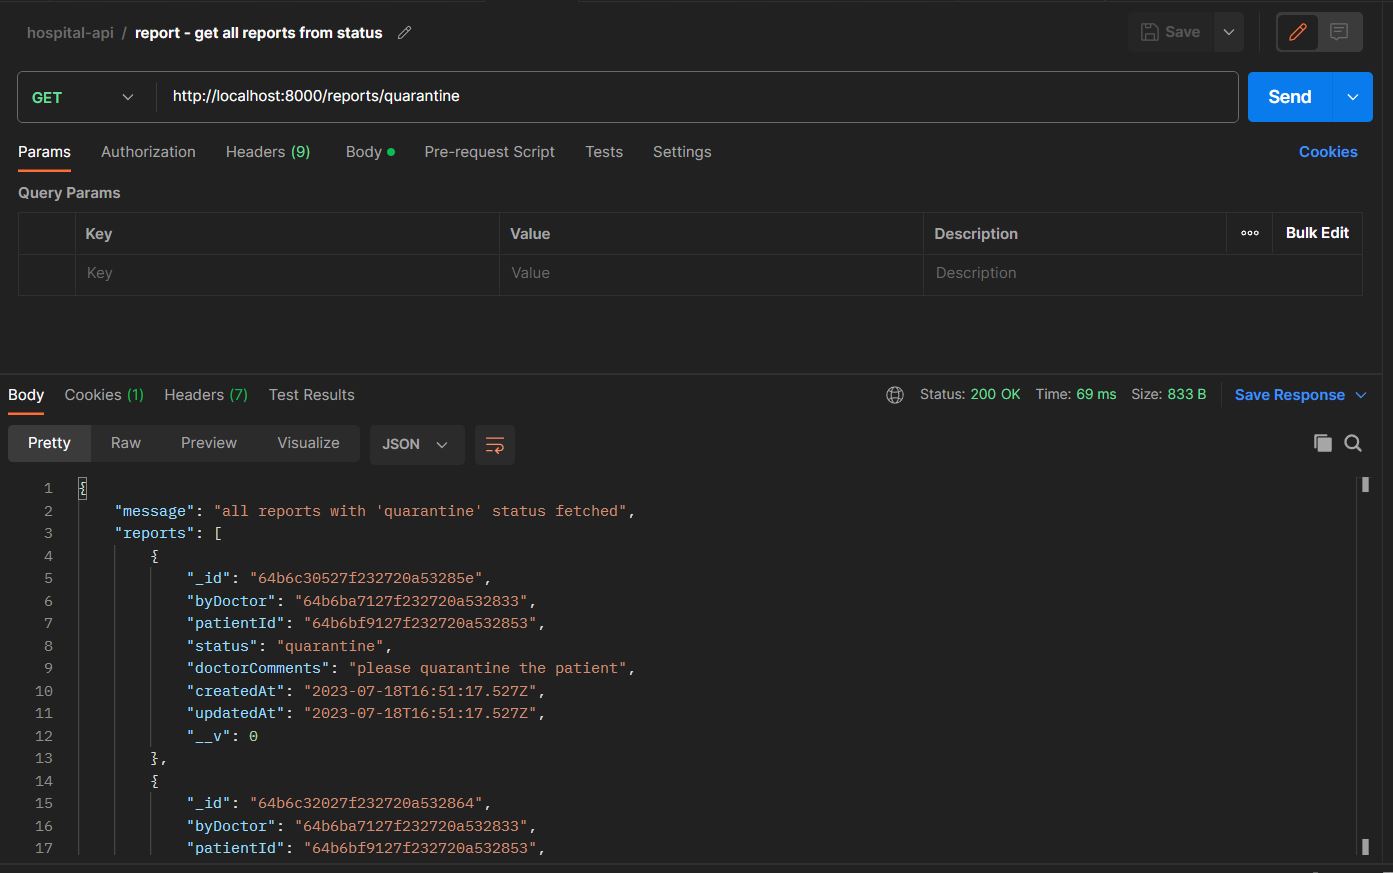 hospital-api / report - get all reports from status
Save
GET http://localhost:8000/reports/quarantine Send
Params Authorization Headers (9) Body Pre-request Script Tests Settings Cookies
Query Params
Key Value Description Bulk Edit
Key Value Description
Body Cookies (1) Headers (7) Test Results Status: 200 OK Time: 69 ms Size: 833 B Save Response
Pretty Raw Preview Visualize JSON
1 {
2 "message": "all reports with 'quarantine' status fetched",
3 "reports": [
4 {
5 "_id": "64b6c30527f232720a53285e",
6 "byDoctor": "64b6ba7127f232720a532833",
7 "patientId": "64b6bf9127f232720a532853",
8 "status": "quarantine",
9 "doctorComments": "please quarantine the patient",
10 "createdAt": "2023-07-18T16:51:17.527Z",
11 "updatedAt": "2023-07-18T16:51:17.527Z",
12 "__v": 0
13 },
14 {
15 "_id": "64b6c32027f232720a532864",
16 "byDoctor": "64b6ba7127f232720a532833",
17 "patientId": "64b6bf9127f232720a532853",